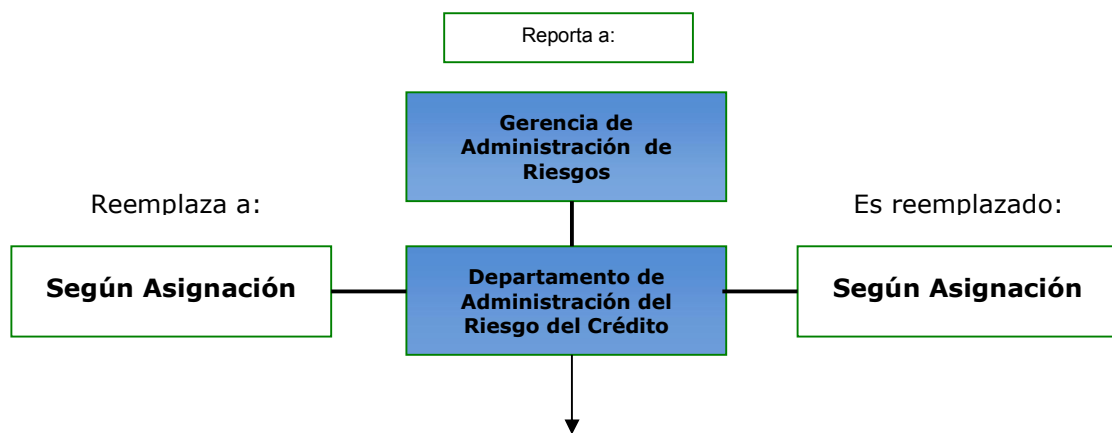 Reporta a:
Gerencia de
Administración de
Riesgos
Reemplaza a:
Es reemplazado:
Según Asignación
Departamento de
Administración del
Riesgo del Crédito
Según Asignación